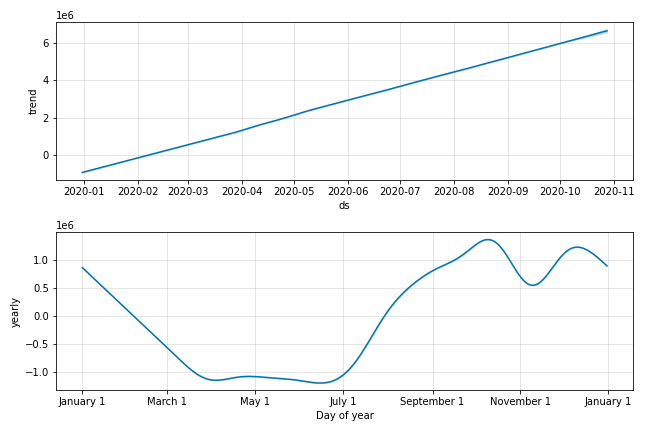 1e6
6
4
2
0
trend
2020-01 2020-02 2020-03 2020-04 2020-05 2020-06 2020-07 2020-08 2020-09 2020-10 2020-11
ds
1e6
1.0
0.5
0.0
−0.5
−1.0
yearly
January 1 March 1 May 1 July 1 September 1 November 1 January 1
Day of year